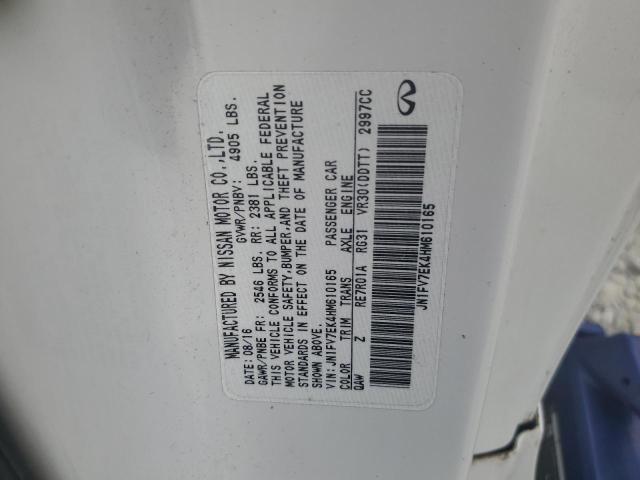 MANUFACTURED BY NISSAN MOTOR CO.,LTD.
DATE: 08/16 GVWR/PNBV: 4905 LBS.
GAWR/PNBE FR: 2546 LBS. RR: 2381 LBS.
THIS VEHICLE CONFORMS TO ALL APPLICABLE FEDERAL
MOTOR VEHICLE SAFETY,BUMPER,AND THEFT PREVENTION
STANDARDS IN EFFECT ON THE DATE OF MANUFACTURE
SHOWN ABOVE.
VIN: JN1FV7EK4HM610165 PASSENGER CAR
COLOR TRIM TRANS AXLE ENGINE
QAW Z RE7R01A RG31 VR30(DDTT) 2997CC
JN1FV7EK4HM610165